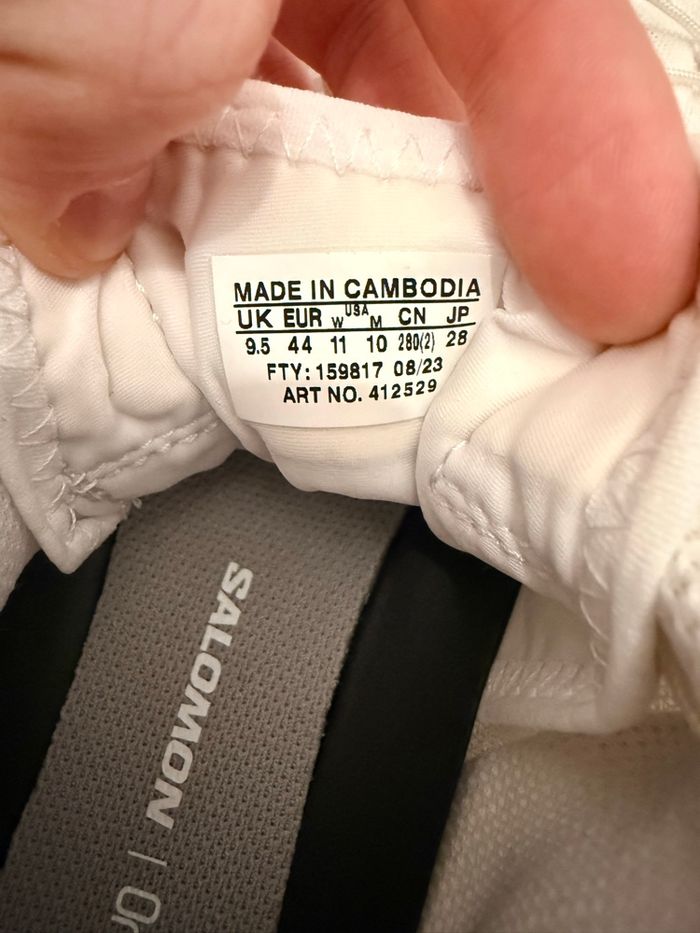 MADE IN CAMBODIA
UK EUR W USA M CN JP
9.5 44 11 10 280(2) 28
FTY: 159817 08/23
ART NO. 412529
SALOMON |